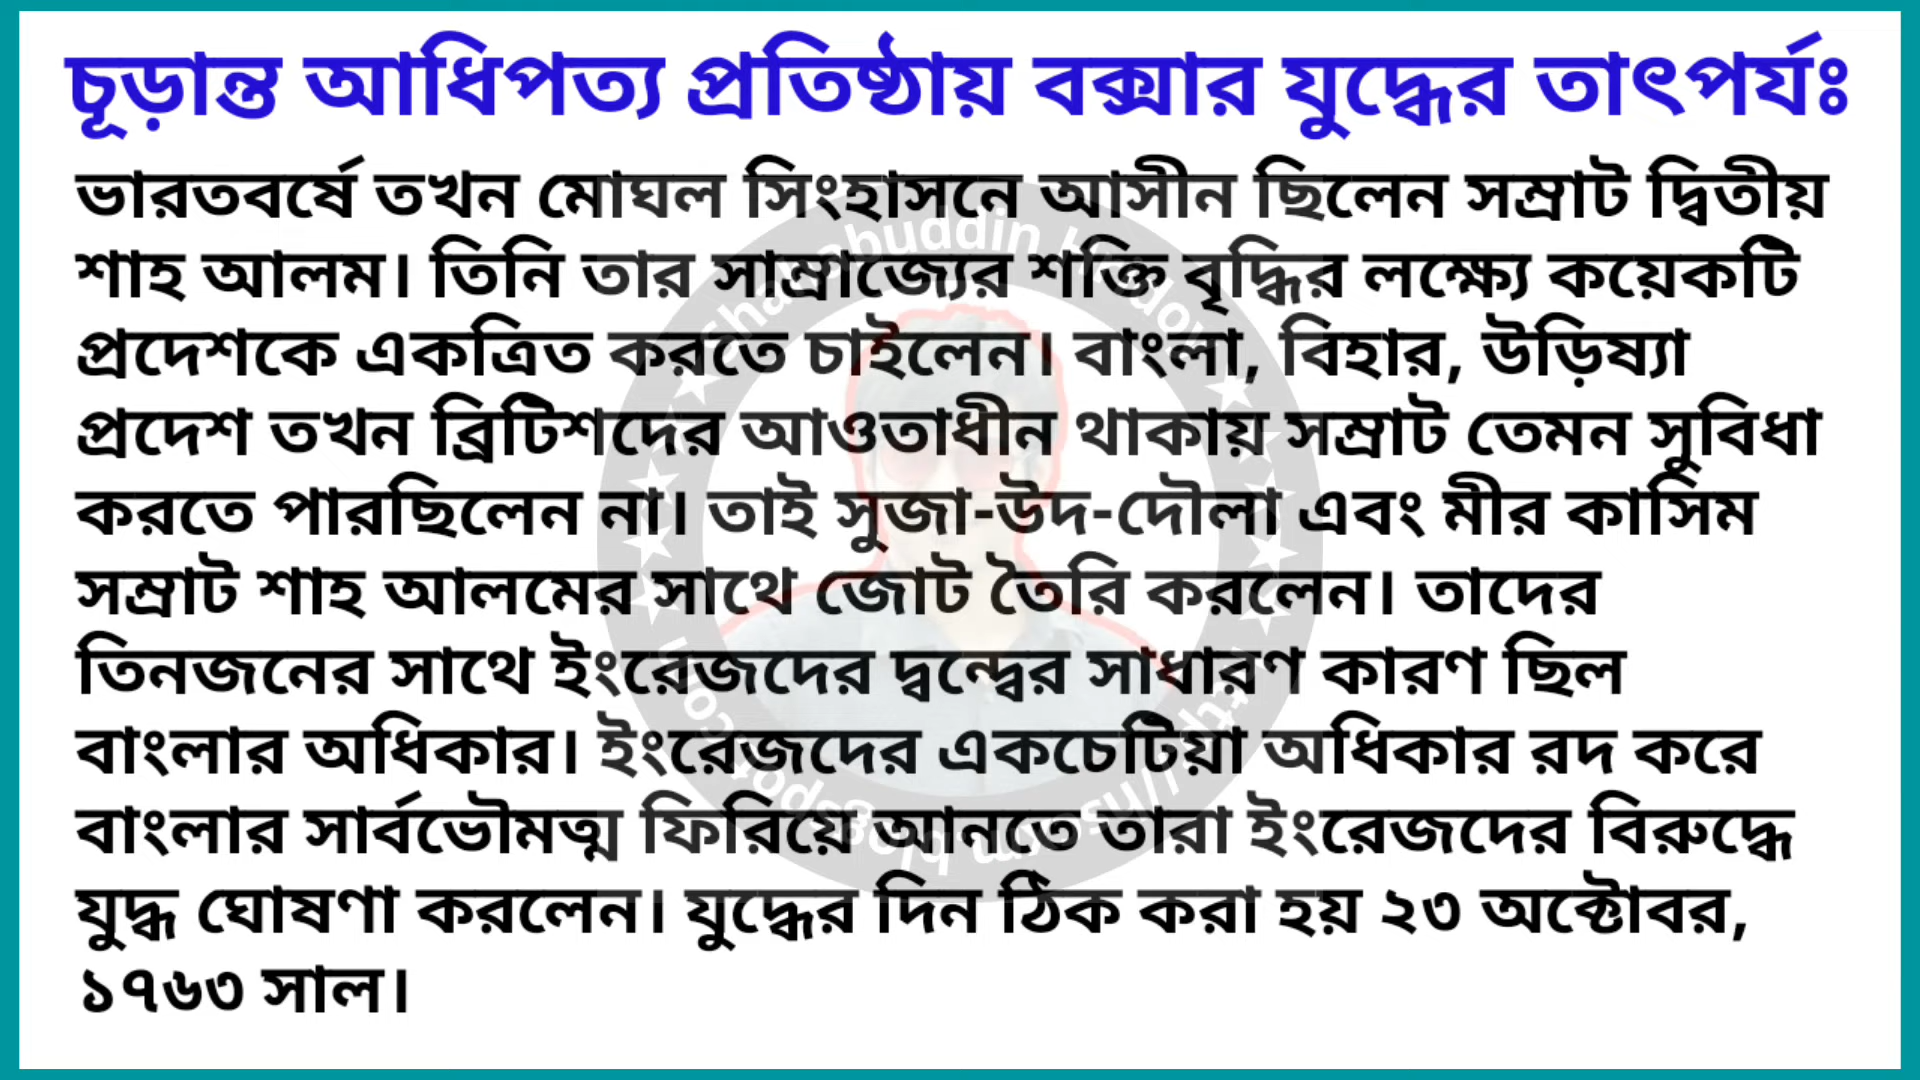 চূড়ান্ত আধিপত্য প্রতিষ্ঠায় বক্সার যুদ্ধের তাৎপর্যঃ
ভারতবর্ষে তখন মোঘল সিংহাসনে আসীন ছিলেন সম্রাট দ্বিতীয়
শাহ আলম। তিনি তার সাম্রাজ্যের শক্তি বৃদ্ধির লক্ষ্যে কয়েকটি
প্রদেশকে একত্রিত করতে চাইলেন। বাংলা, বিহার, উড়িষ্যা
প্রদেশ তখন ব্রিটিশদের আওতাধীন থাকায় সম্রাট তেমন সুবিধা
করতে পারছিলেন না। তাই সুজা-উদ-দৌলা এবং মীর কাসিম
সম্রাট শাহ আলমের সাথে জোট তৈরি করলেন। তাদের
তিনজনের সাথে ইংরেজদের দ্বন্দ্বের সাধারণ কারণ ছিল
বাংলার অধিকার। ইংরেজদের একচেটিয়া অধিকার রদ করে
বাংলার সার্বভৌমত্ম ফিরিয়ে আনতে তারা ইংরেজদের বিরুদ্ধে
যুদ্ধ ঘোষণা করলেন। যুদ্ধের দিন ঠিক করা হয় ২৩ অক্টোবর,
১৭৬৩ সাল।